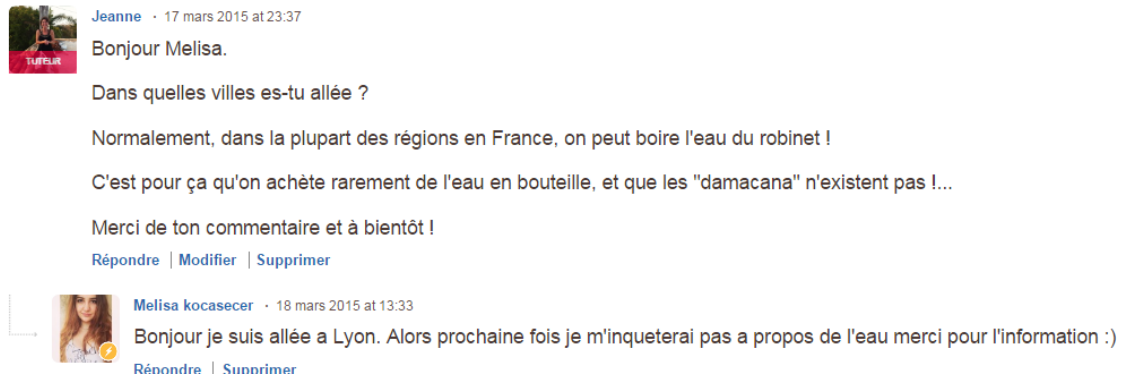 Jeanne · 17 mars 2015 at 23:37
TUTEUR
Bonjour Melisa.
Dans quelles villes es-tu allée ?
Normalement, dans la plupart des régions en France, on peut boire l'eau du robinet !
C'est pour ça qu'on achète rarement de l'eau en bouteille, et que les "damacana" n'existent pas !...
Merci de ton commentaire et à bientôt !
Répondre | Modifier | Supprimer
Melisa kocasecer · 18 mars 2015 at 13:33
Bonjour je suis allée a Lyon. Alors prochaine fois je m'inqueterai pas a propos de l'eau merci pour l'information :)
Répondre | Supprimer